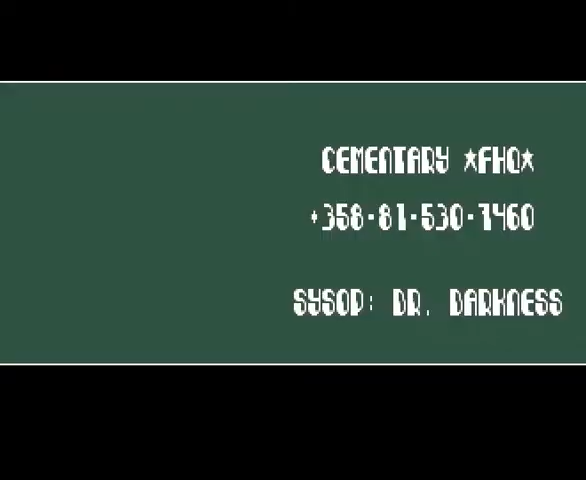 CEMENTARY ★FHQ★
+358-81-530-7460
SYSOP: DR. DARKNESS